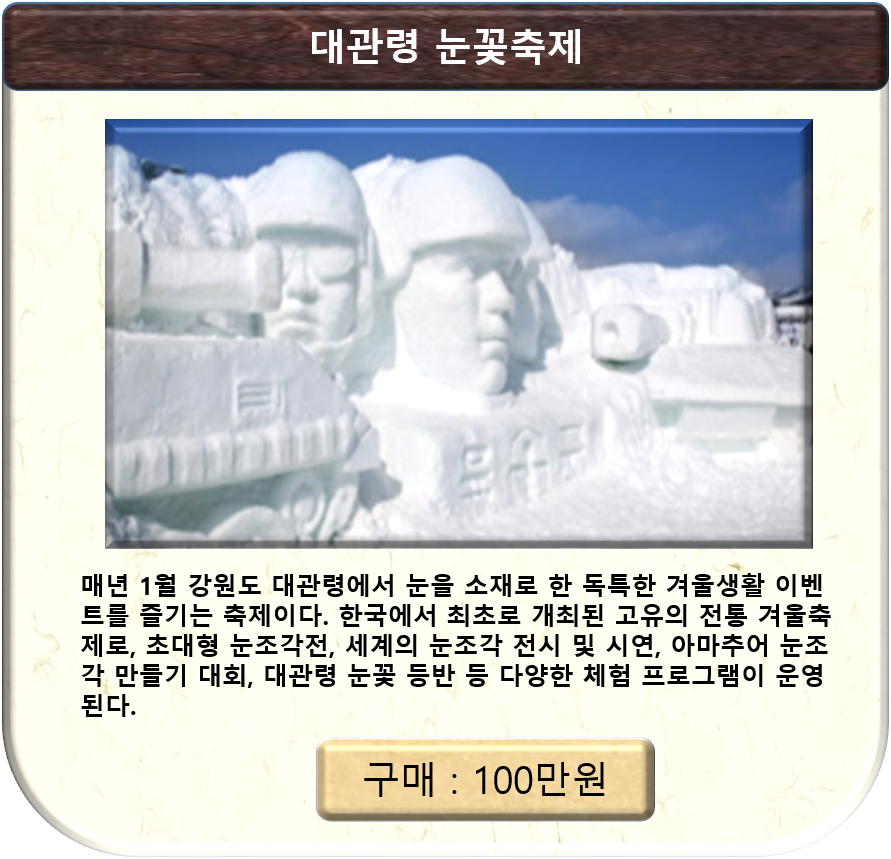 대관령 눈꽃축제
매년 1월 강원도 대관령에서 눈을 소재로 한 독특한 겨울생활 이벤
트를 즐기는 축제이다. 한국에서 최초로 개최된 고유의 전통 겨울축
제로, 초대형 눈조각전, 세계의 눈조각 전시 및 시연, 아마추어 눈조
각 만들기 대회, 대관령 눈꽃 등반 등 다양한 체험 프로그램이 운영
된다.
구매 : 100만원